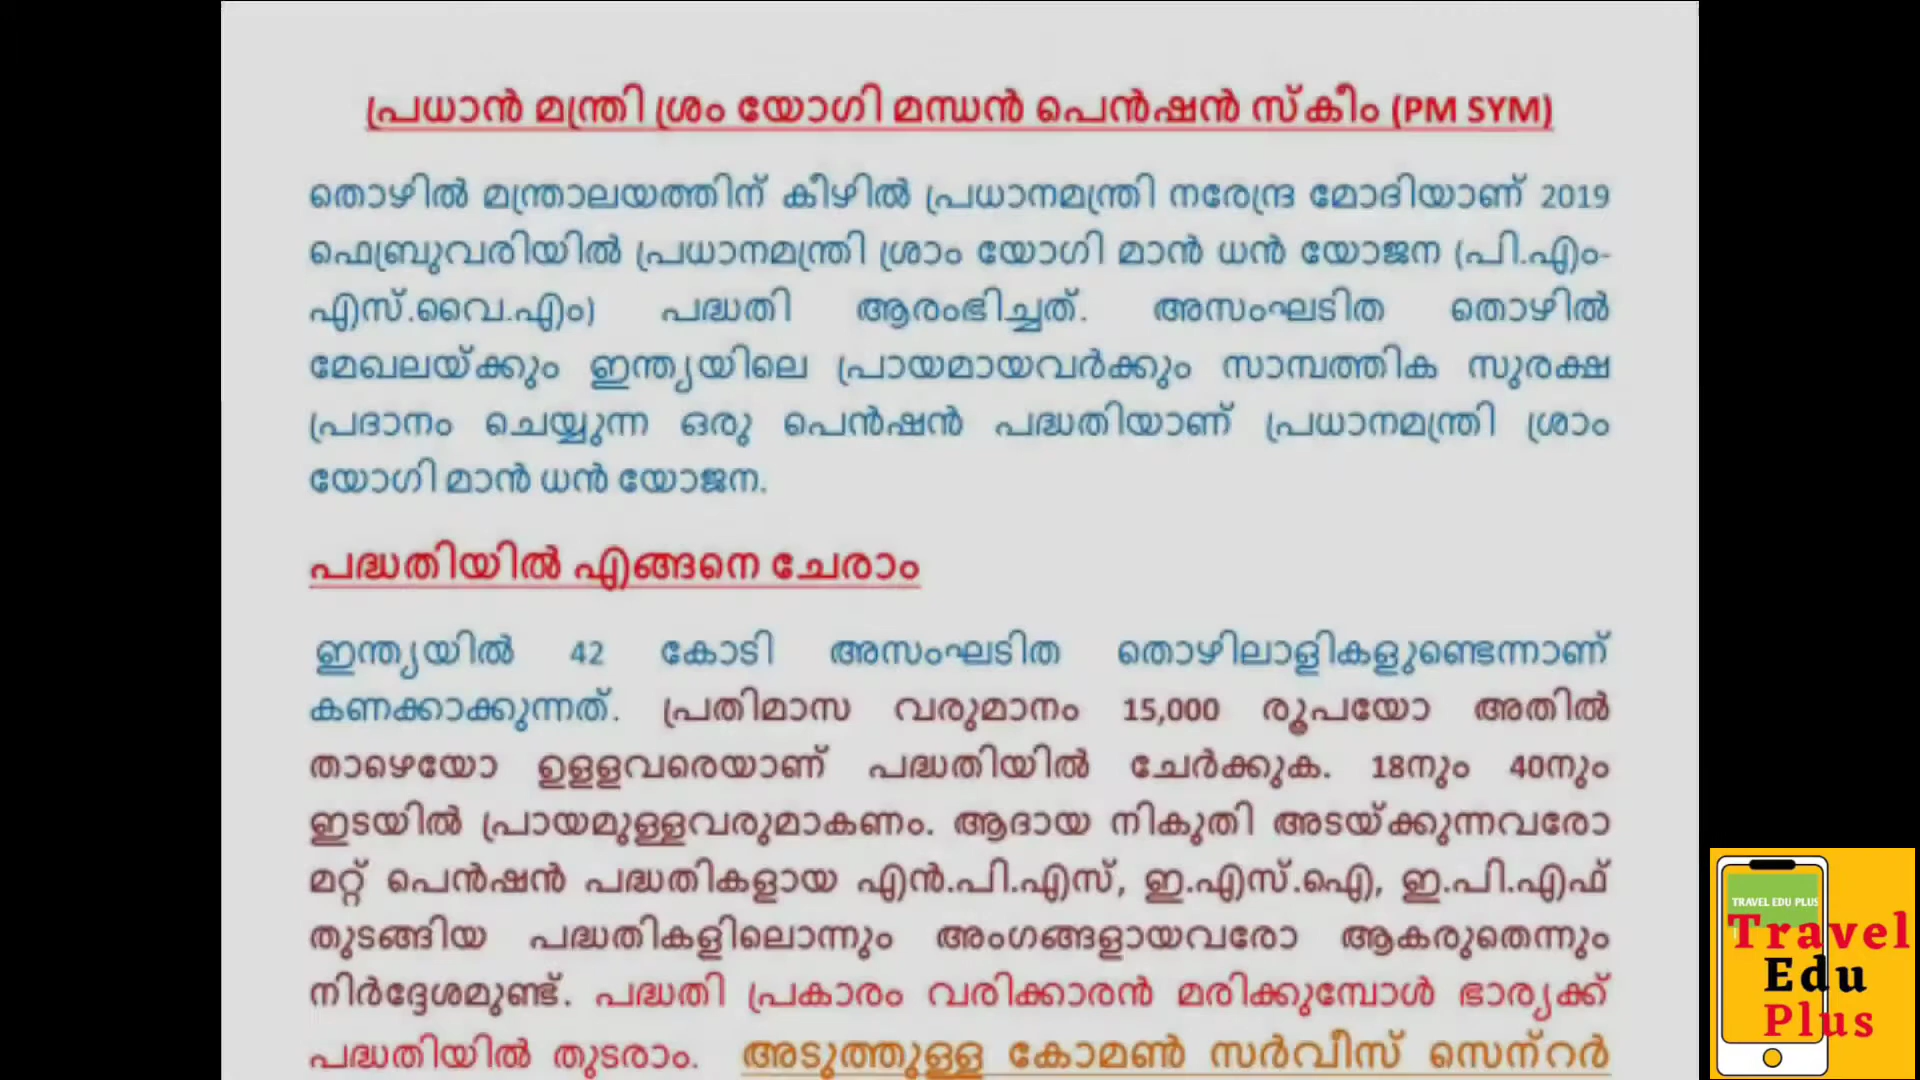 പ്രധാൻ മന്ത്രി ശ്രം യോഗി മന്ധൻ പെൻഷൻ സ്കീം (PM SYM)
തൊഴിൽ മന്ത്രാലയത്തിന് കീഴിൽ പ്രധാനമന്ത്രി നരേന്ദ്ര മോദിയാണ് 2019
ഫെബ്രുവരിയിൽ പ്രധാനമന്ത്രി ശ്രാം യോഗി മാൻ ധൻ യോജന (പി.എം-
എസ്.വൈ.എം) പദ്ധതി ആരംഭിച്ചത്. അസംഘടിത തൊഴിൽ
മേഖലയ്ക്കും ഇന്ത്യയിലെ പ്രായമായവർക്കും സാമ്പത്തിക സുരക്ഷ
പ്രദാനം ചെയ്യുന്ന ഒരു പെൻഷൻ പദ്ധതിയാണ് പ്രധാനമന്ത്രി ശ്രാം
യോഗി മാൻ ധൻ യോജന.
പദ്ധതിയിൽ എങ്ങനെ ചേരാം
ഇന്ത്യയിൽ 42 കോടി അസംഘടിത തൊഴിലാളികളുണ്ടെന്നാണ്
കണക്കാക്കുന്നത്. പ്രതിമാസ വരുമാനം 15,000 രൂപയോ അതിൽ
താഴെയോ ഉളളവരെയാണ് പദ്ധതിയിൽ ചേർക്കുക. 18നും 40നും
ഇടയിൽ പ്രായമുള്ളവരുമാകണം. ആദായ നികുതി അടയ്ക്കുന്നവരോ
മറ്റ് പെൻഷൻ പദ്ധതികളായ എൻ.പി.എസ്, ഇ.എസ്.ഐ, ഇ.പി.എഫ്
തുടങ്ങിയ പദ്ധതികളിലൊന്നും അംഗങ്ങളായവരോ ആകരുതെന്നും
നിർദ്ദേശമുണ്ട്. പദ്ധതി പ്രകാരം വരിക്കാരൻ മരിക്കുമ്പോൾ ഭാര്യക്ക്
പദ്ധതിയിൽ തുടരാം. അടുത്തുള്ള കോമൺ സർവീസ് സെന്റർ
TRAVEL EDU PLUS
Travel
Edu
Plus